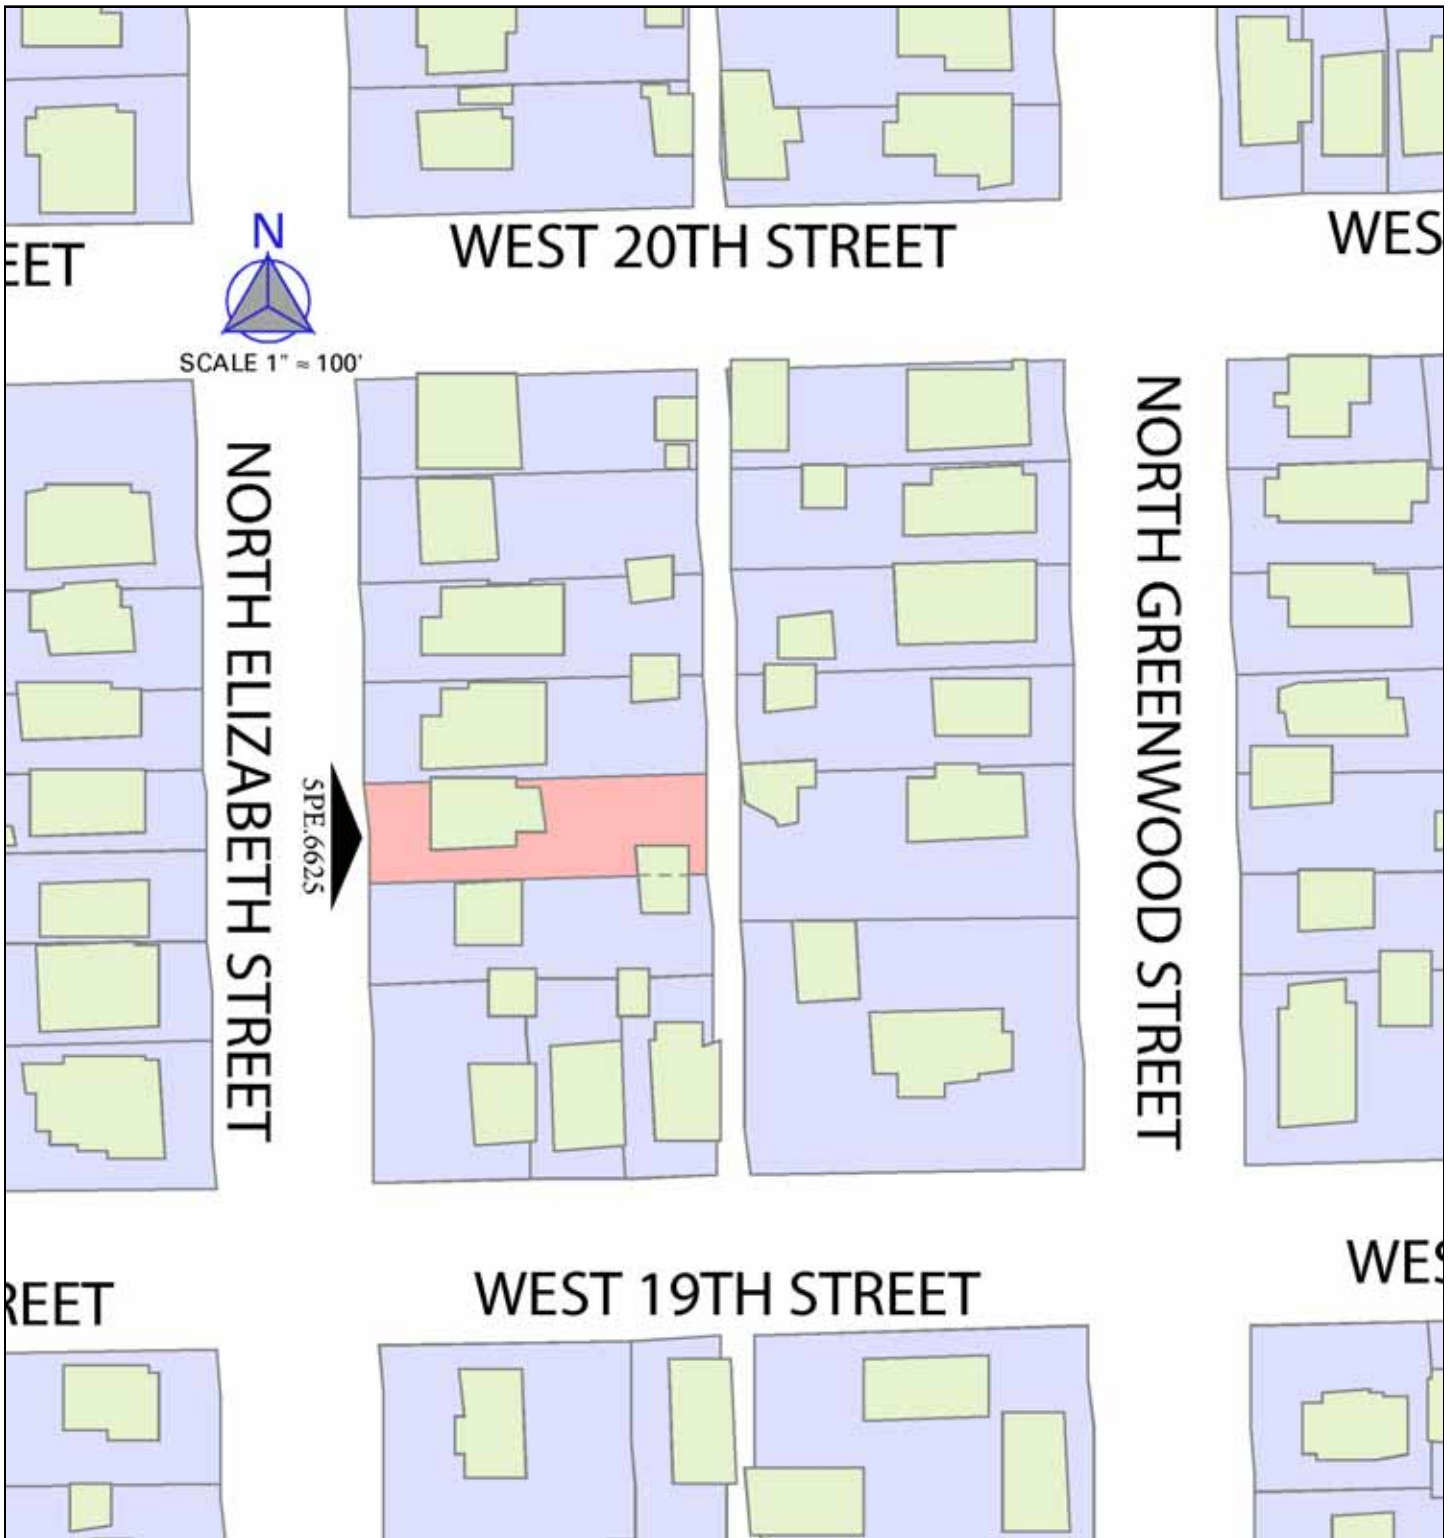 WEST 20TH STREET
WES
EET
N
SCALE 1" ≈ 100'
NORTH ELIZABETH STREET
NORTH GREENWOOD STREET
5PE.6625
WEST 19TH STREET
WES
REET